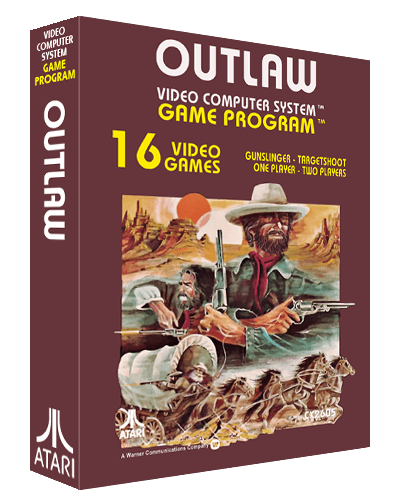 VIDEO
COMPUTER
SYSTEM
GAME
PROGRAM
OUTLAW
ATARI
OUTLAW
VIDEO COMPUTER SYSTEM™
GAME PROGRAM™
16 VIDEO
GAMES
GUNSLINGER - TARGETSHOOT
ONE PLAYER - TWO PLAYERS
CX2605
ATARI
A Warner Communications Company